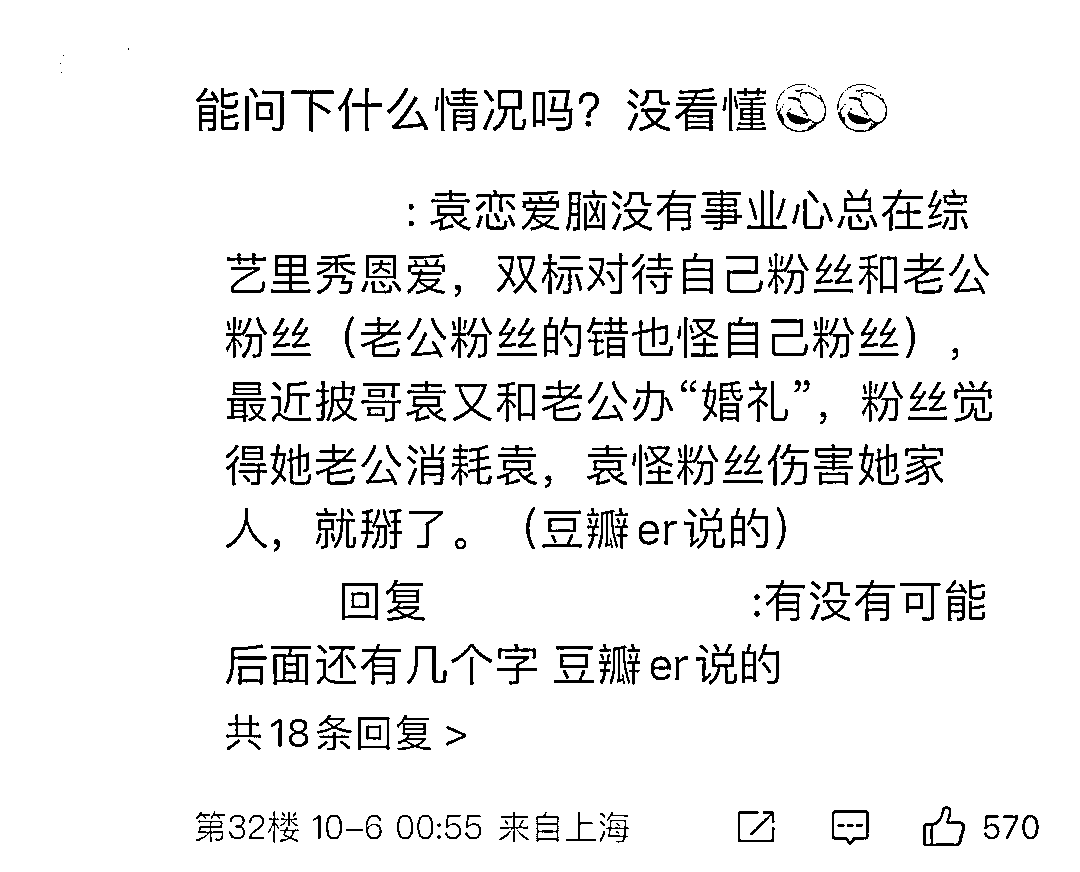 能问下什么情况吗？没看懂
：袁恋爱脑没有事业心总在综
艺里秀恩爱，双标对待自己粉丝和老公
粉丝（老公粉丝的错也怪自己粉丝），
最近披哥袁又和老公办“婚礼”，粉丝觉
得她老公消耗袁，袁怪粉丝伤害她家
人，就掰了。（豆瓣er说的）
回复 :有没有可能
后面还有几个字 豆瓣er说的
共18条回复 >
第32楼 10-6 00:55 来自上海 570